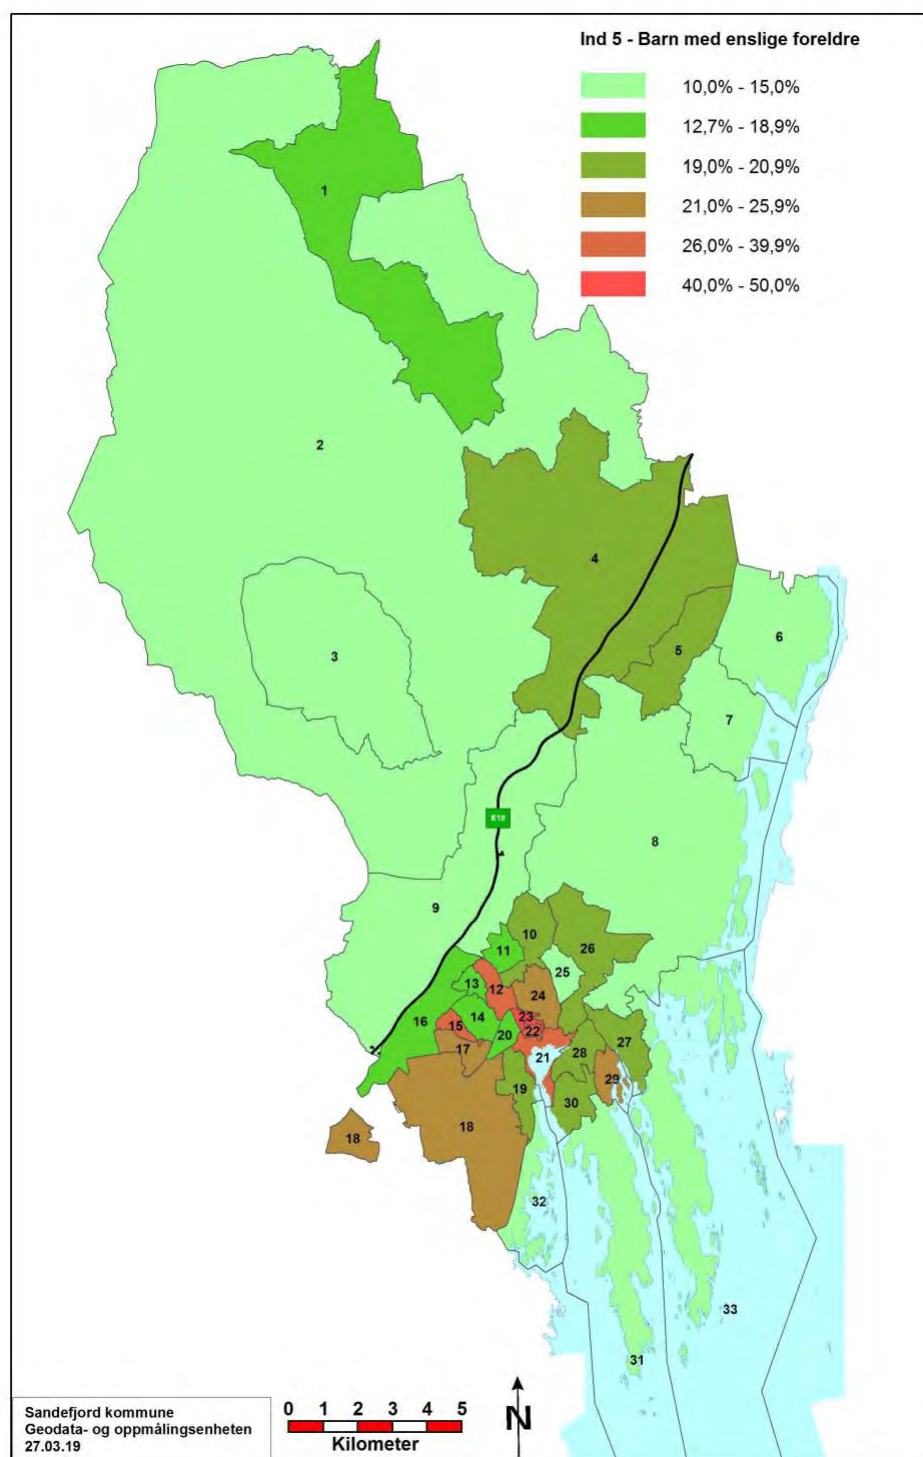 Ind 5 - Barn med enslige foreldre
10,0% - 15,0%
12,7% - 18,9%
19,0% - 20,9%
21,0% - 25,9%
26,0% - 39,9%
40,0% - 50,0%
1
2
3
4
5
6
7
E18
8
9
10
11
26
25
13
12
24
16
14
15
23
22
20
17
21
28
27
19
29
30
18
18
32
33
31
Sandefjord kommune
Geodata- og oppmålingsenheten
27.03.19
0 1 2 3 4 5
Kilometer
N